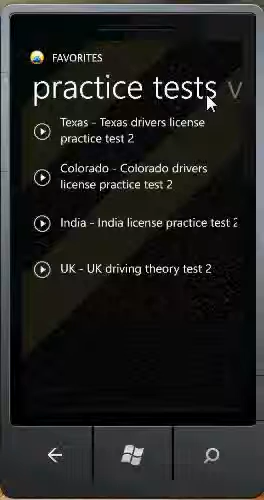 FAVORITES
practice tests v
Texas - Texas drivers license
practice test 2
Colorado - Colorado drivers
license practice test 2
India - India license practice test 2
UK - UK driving theory test 2